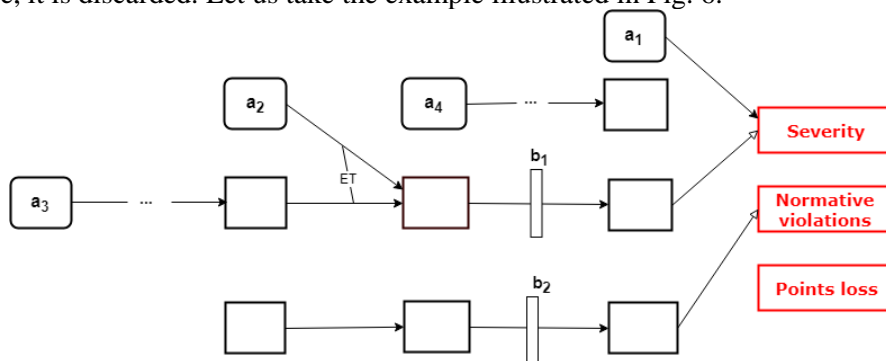 e, it is discarded. Let us take the example illustrated in Fig. 6.
a1
a2
a4
...
Severity
b1
ET
a3
...
Normative
violations
b2
Points loss